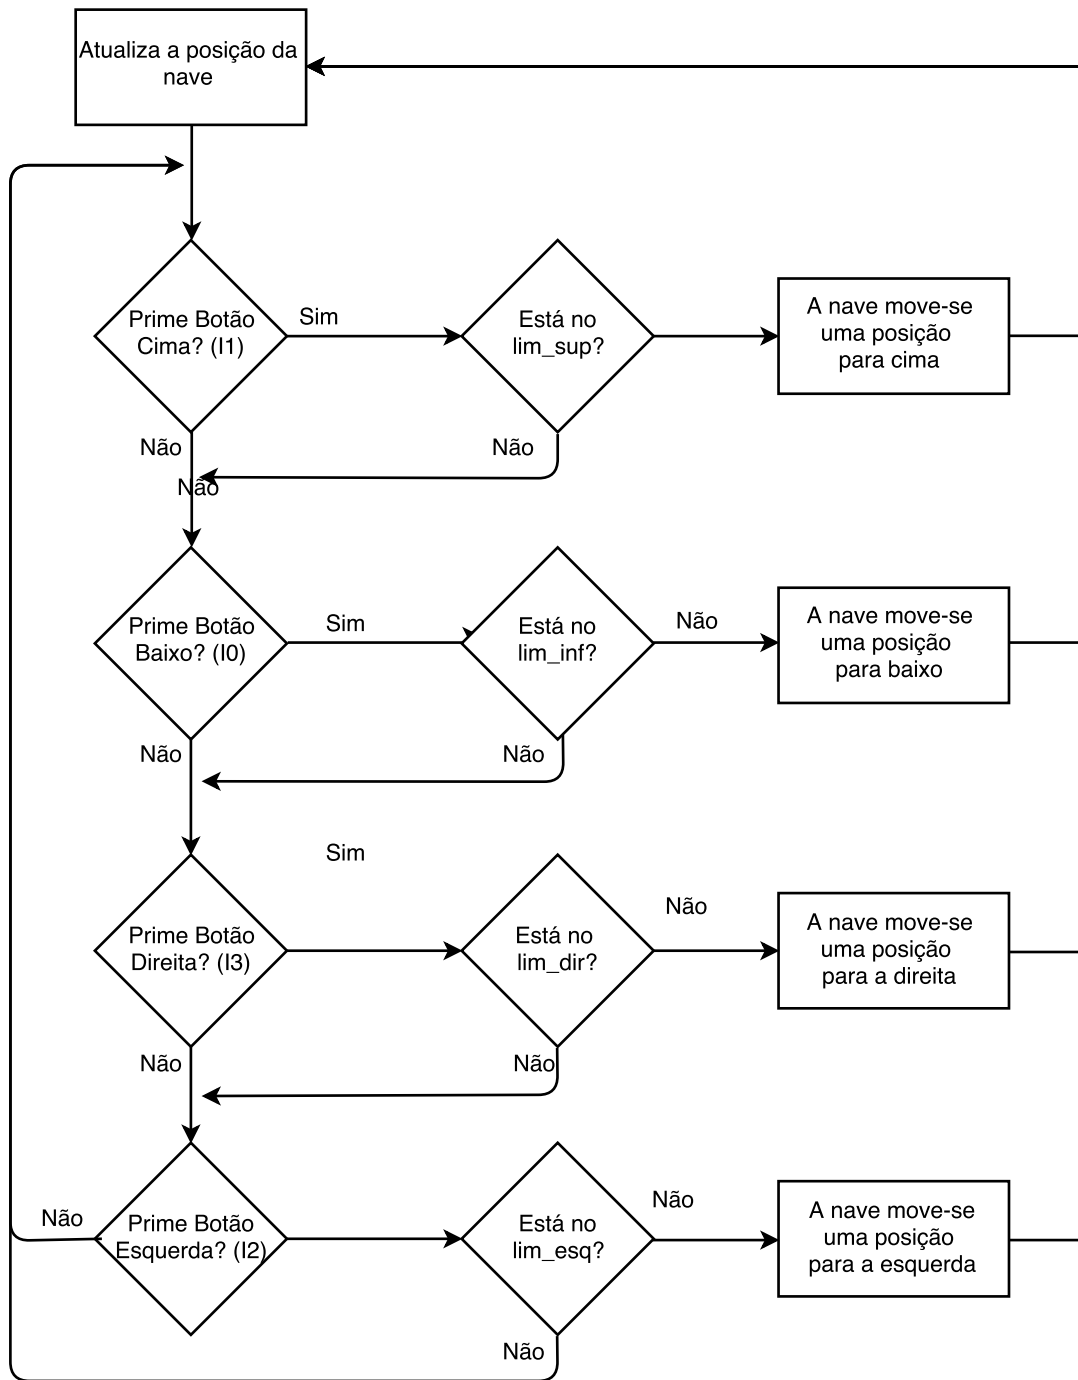 Atualiza a posição da
nave
Prime Botão
Cima? (I1)
Sim
Está no
lim_sup?
A nave move-se
uma posição
para cima
Não
Não
Não
Prime Botão
Baixo? (I0)
Sim
Está no
lim_inf?
Não
A nave move-se
uma posição
para baixo
Não
Não
Sim
Prime Botão
Direita? (I3)
Está no
lim_dir?
Não
A nave move-se
uma posição
para a direita
Não
Não
Não
Prime Botão
Esquerda? (I2)
Está no
lim_esq?
Não
A nave move-se
uma posição
para a esquerda
Não